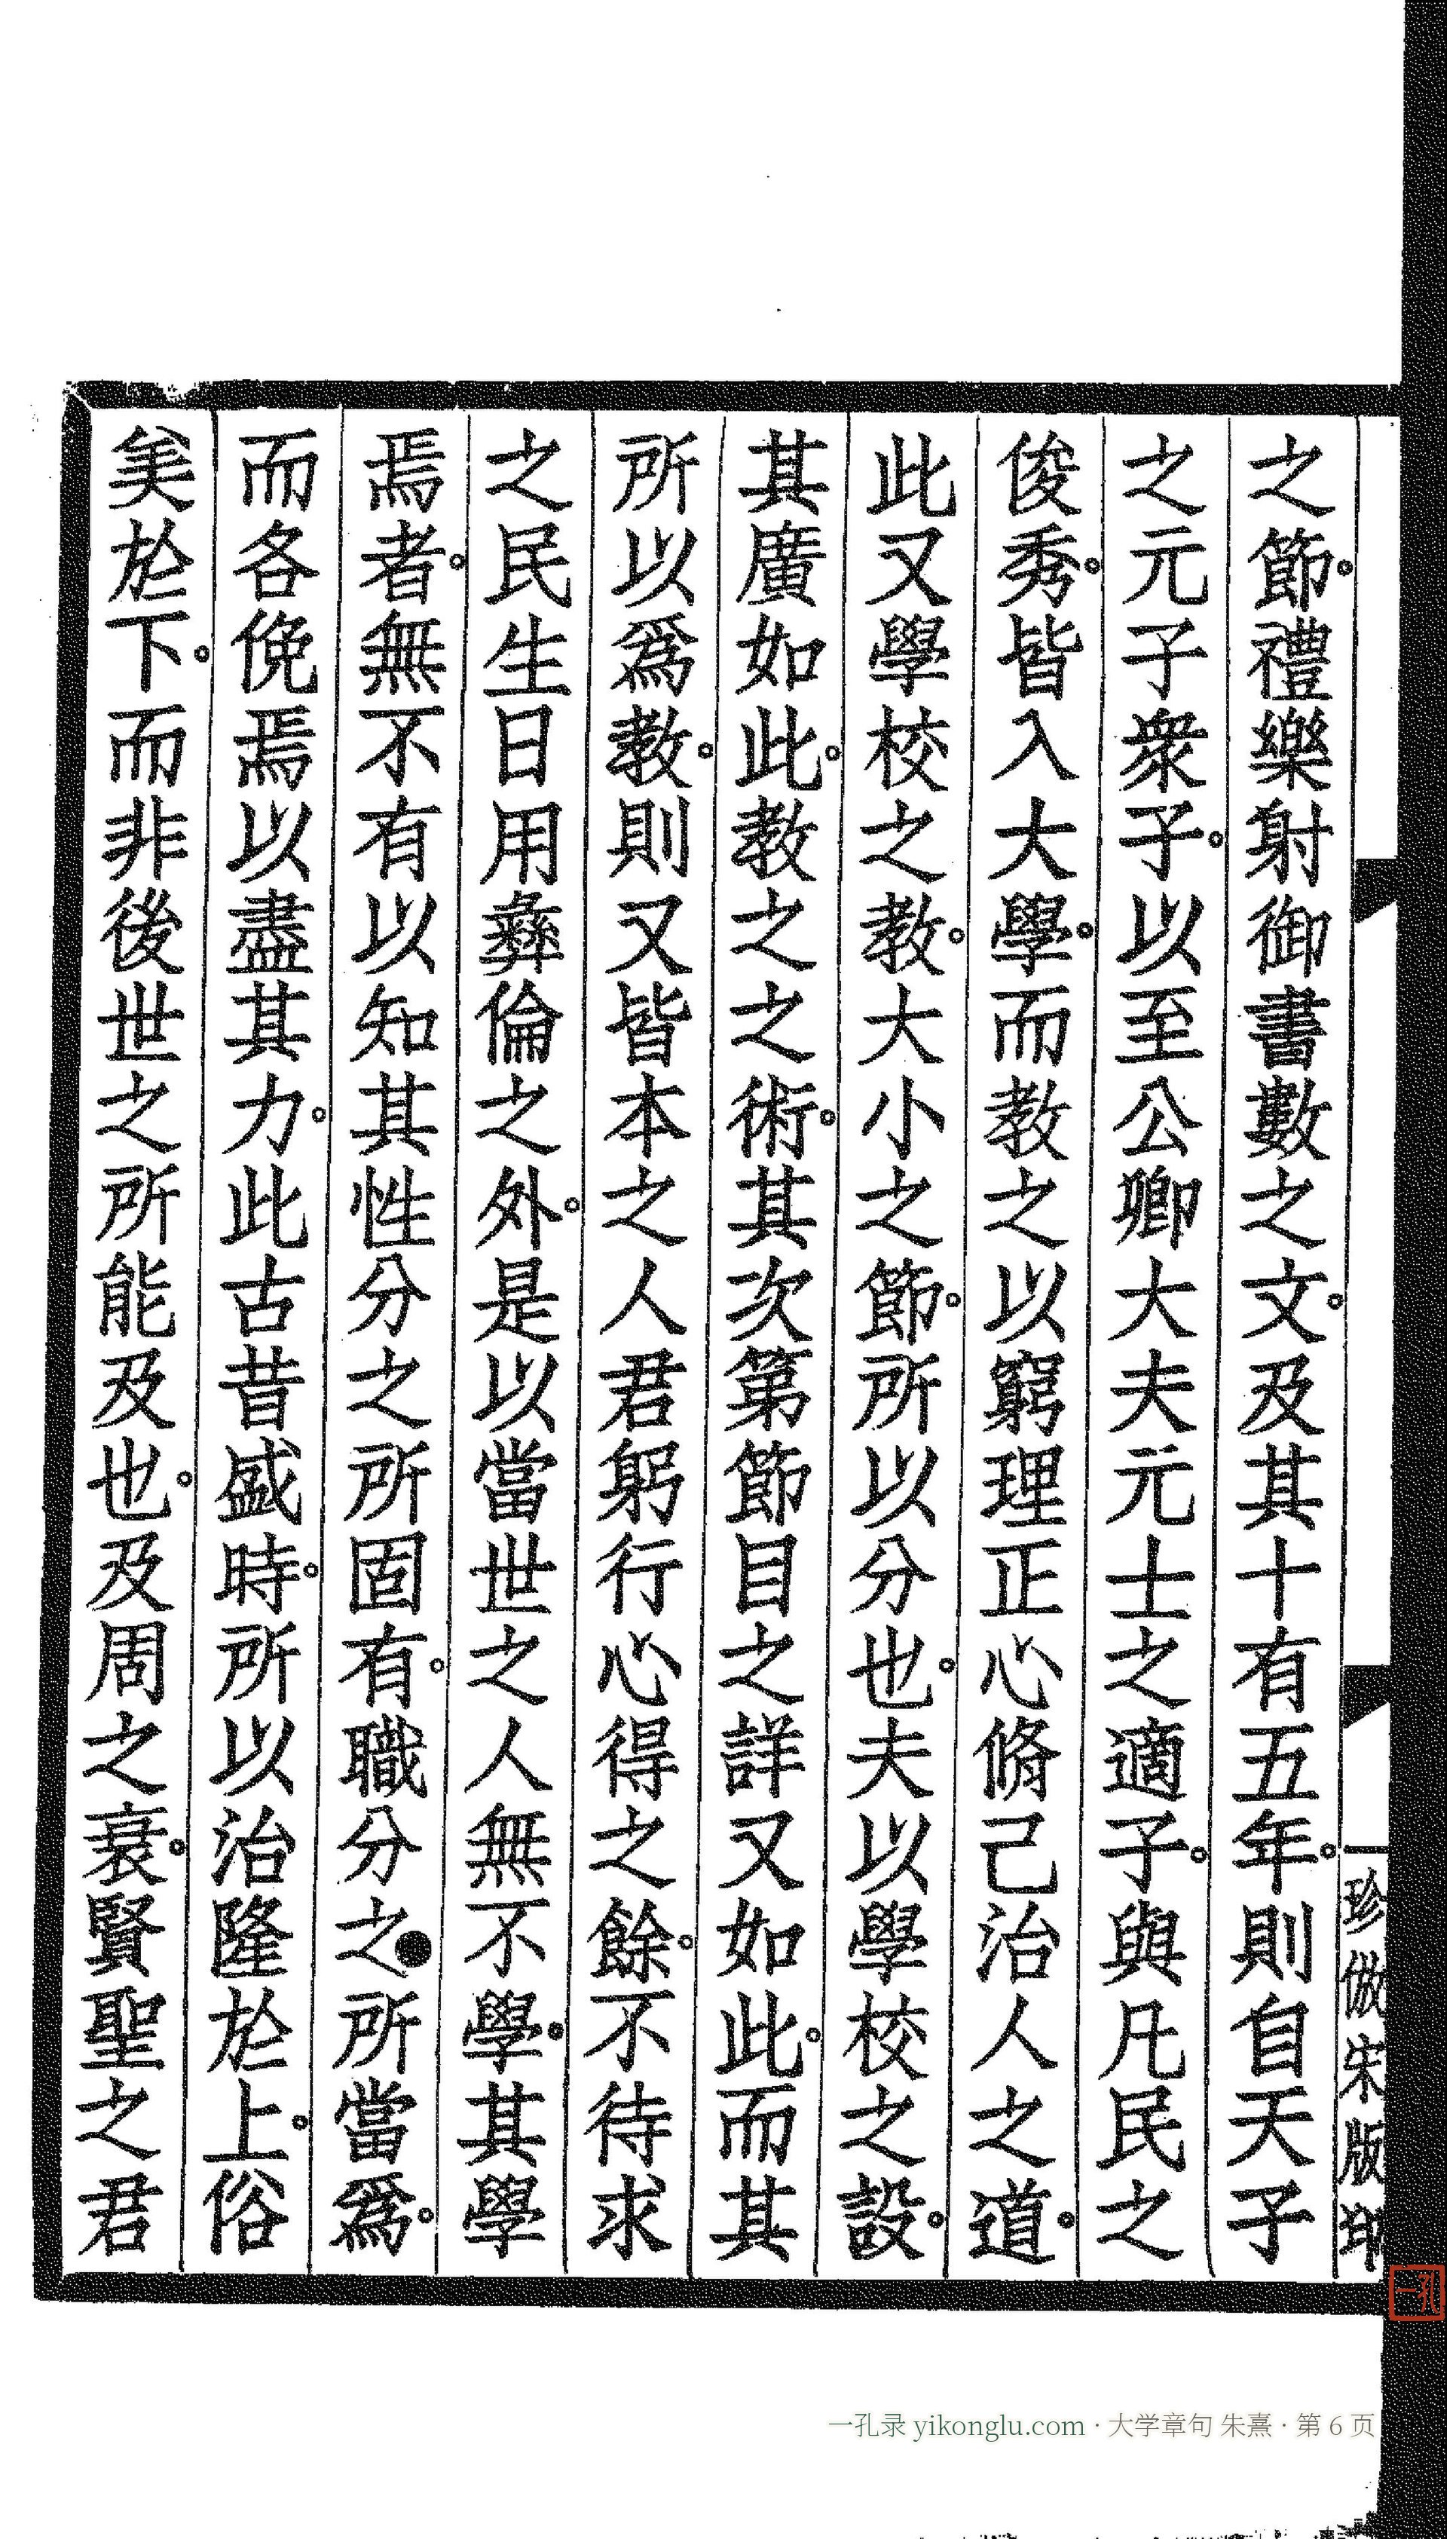 之節。禮樂射御書數之文。及其十有五年。則自天子
之元子衆子。以至公卿大夫元士之適子。與凡民之
俊秀。皆入大學。而教之以窮理正心脩己治人之道。
此又學校之教。大小之節。所以分也。夫以學校之設。
其廣如此。教之之術。其次第節目之詳又如此。而其
所以爲教。則又皆本之人君躬行心得之餘。不待求
之民生日用彝倫之外。是以當世之人無不學。其學
焉者。無不有以知其性分之所固有。職分之所當爲。
而各俛焉以盡其力。此古昔盛時。所以治隆於上。俗
美於下。而非後世之所能及也。及周之衰。賢聖之君
珍倣宋版印
一孔
一孔录 yikonglu.com · 大学章句 朱熹 · 第 6 页